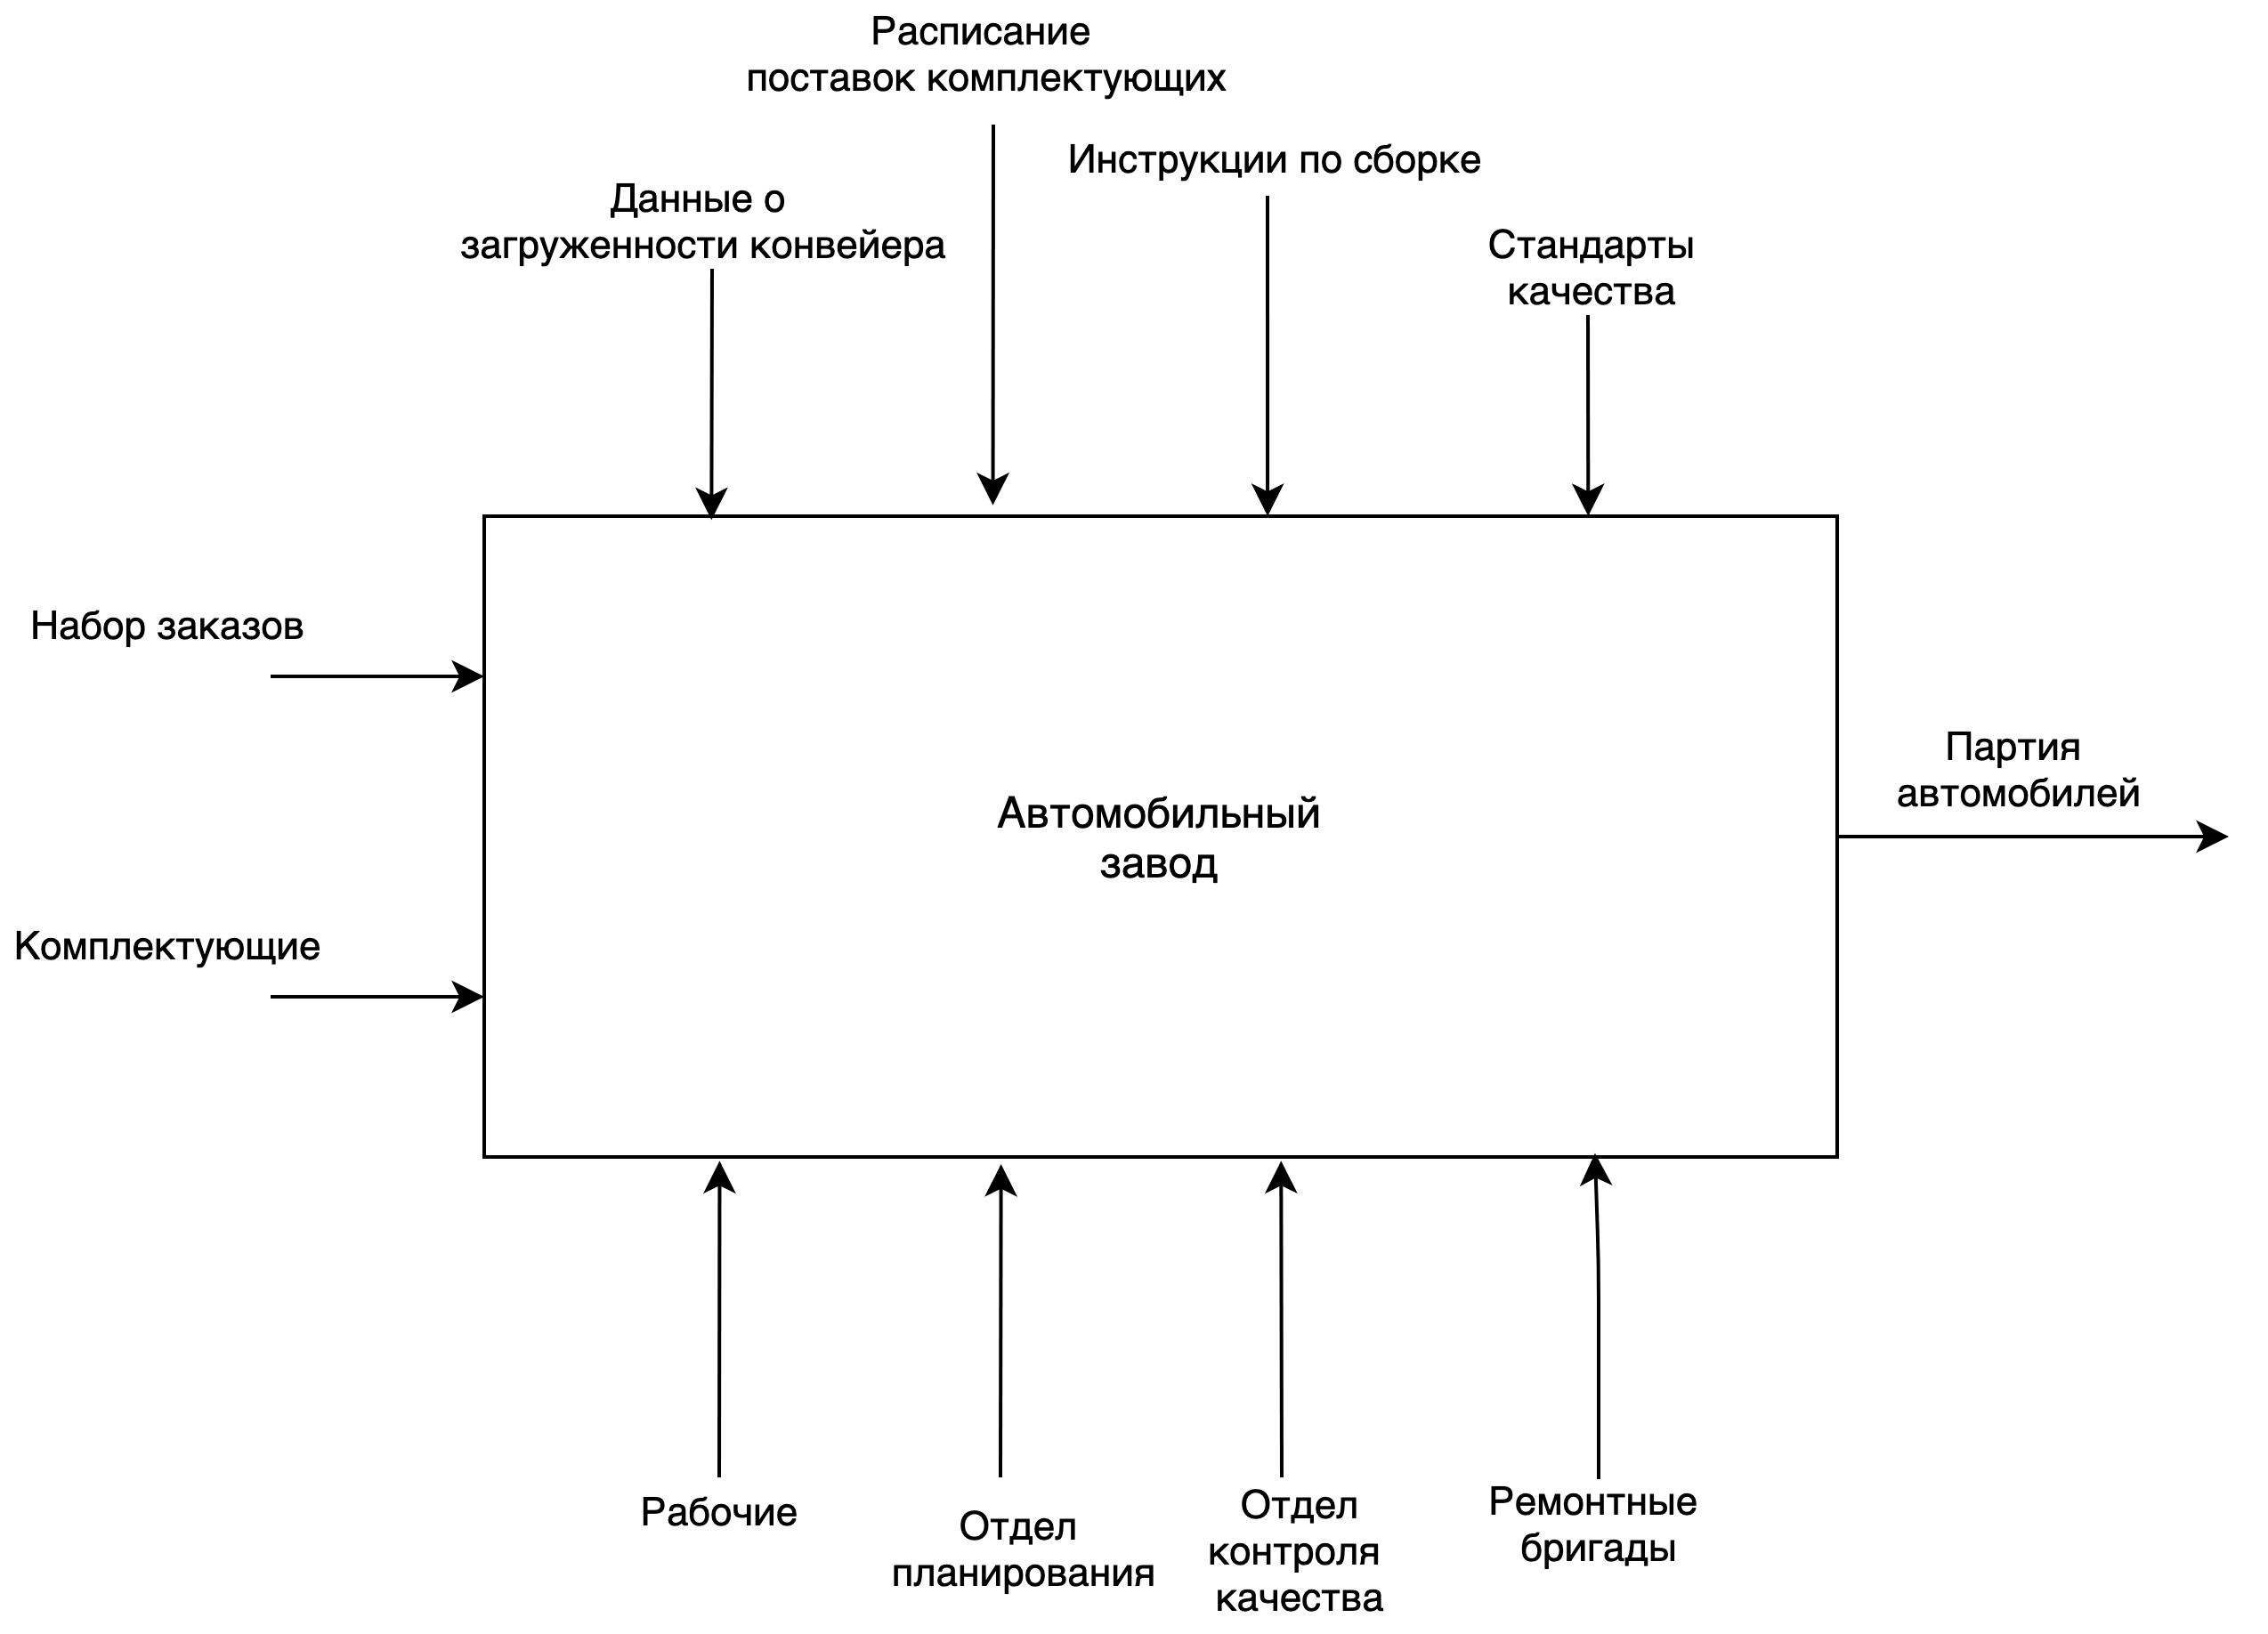 Расписание
поставок комплектующих
Инструкции по сборке
Данные о
загруженности конвейера
Стандарты
качества
Набор заказов
Партия
автомобилей
Автомобильный
завод
Комплектующие
Рабочие
Отдел
планирования
Отдел
контроля
качества
Ремонтные
бригады